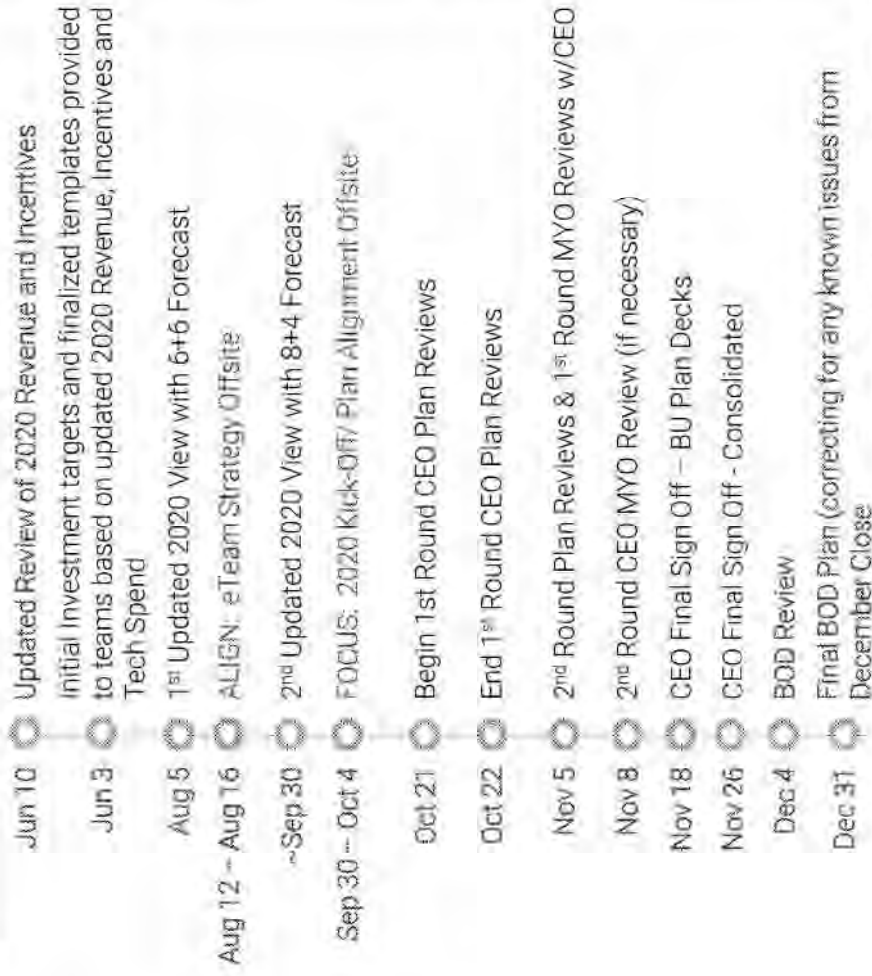 Jun 10 Updated Review of 2020 Revenue and Incentives
Initial Investment targets and finalized templates provided
Jun 3 to teams based on updated 2020 Revenue, Incentives and
Tech Spend
Aug 5 1st Updated 2020 View with 6+6 Forecast
Aug 12 – Aug 16 ALIGN: eTeam Strategy Offsite
~Sep 30 2nd Updated 2020 View with 8+4 Forecast
Sep 30 – Oct 4 FOCUS: 2020 Kick-Off/ Plan Alignment Offsite
Oct 21 Begin 1st Round CEO Plan Reviews
Oct 22 End 1st Round CEO Plan Reviews
Nov 5 2nd Round Plan Reviews & 1st Round MYO Reviews w/CEO
Nov 8 2nd Round CEO MYO Review (if necessary)
Nov 18 CEO Final Sign Off – BU Plan Decks
Nov 26 CEO Final Sign Off - Consolidated
Dec 4 BOD Review
Dec 31 Final BOD Plan (correcting for any known issues from
December Close